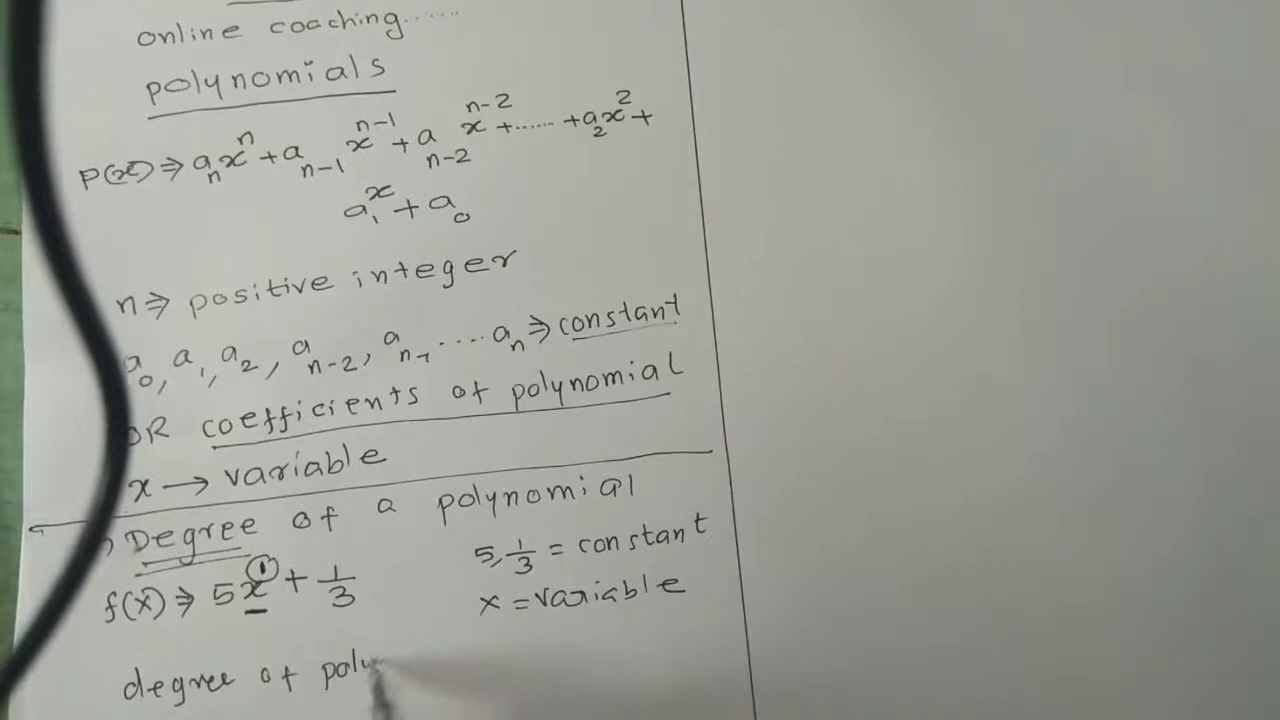 online coaching......
polynomials
P(x) ⇒ aₙxⁿ + aₙ₋₁xⁿ⁻¹ + aₙ₋₂xⁿ⁻² + ...... + a₂x² +
a₁x + a₀
n ⇒ positive integer
a₀, a₁, a₂, aₙ₋₂, aₙ₋ .... aₙ ⇒ constant
OR coefficients of polynomial
x → variable
Degree of a polynomial
f(x) ⇒ 5x① + 1/3
5, 1/3 = constant
x = variable
degree of poly